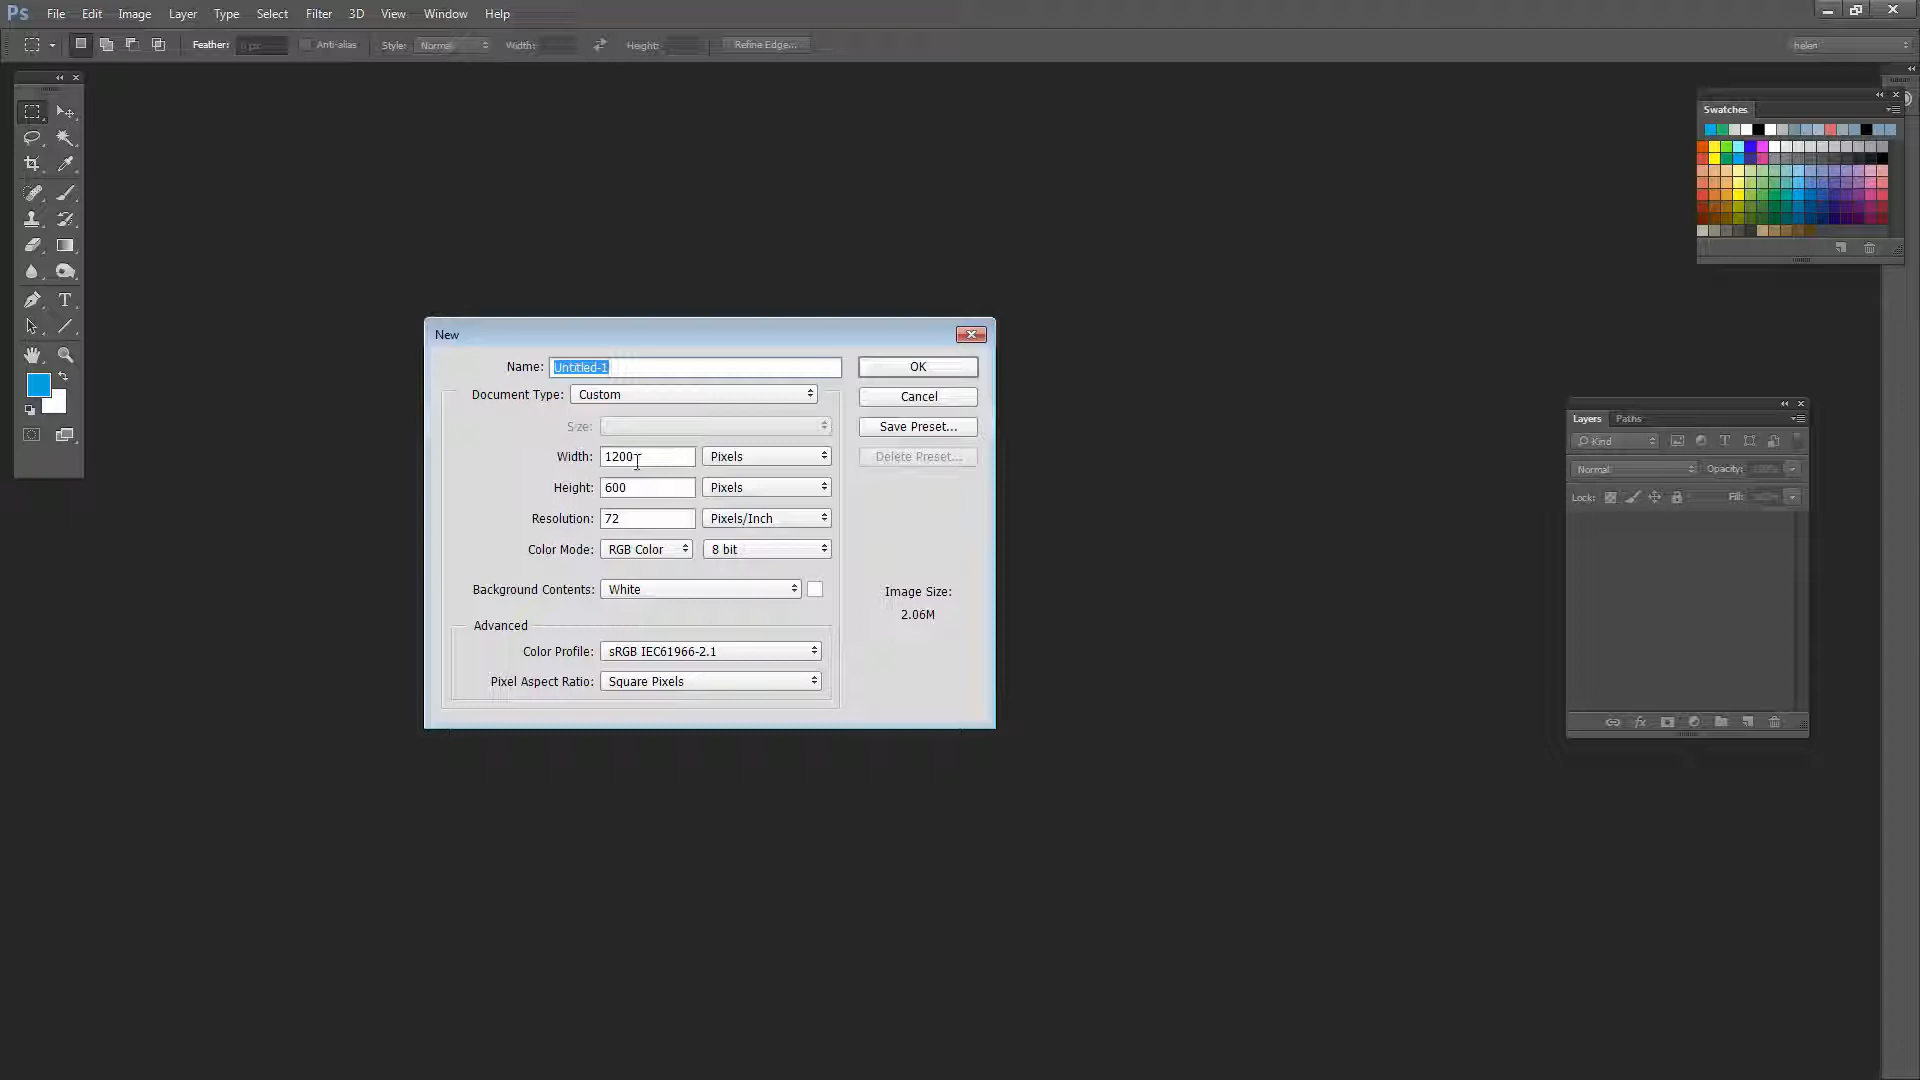 Ps File Edit Image Layer Type Select Filter 3D View Window Help
Feather: 0 px Anti-alias Style: Normal Width: Height: Refine Edge... helen
Swatches
New
Name: Untitled-1 OK
Document Type: Custom Cancel
Size: Save Preset...
Width: 1200 Pixels Delete Preset...
Height: 600 Pixels
Resolution: 72 Pixels/Inch
Color Mode: RGB Color 8 bit
Background Contents: White
Image Size:
2.06M
Advanced
Color Profile: sRGB IEC61966-2.1
Pixel Aspect Ratio: Square Pixels
Layers Paths
Kind
Normal Opacity: 100%
Lock: Fill: